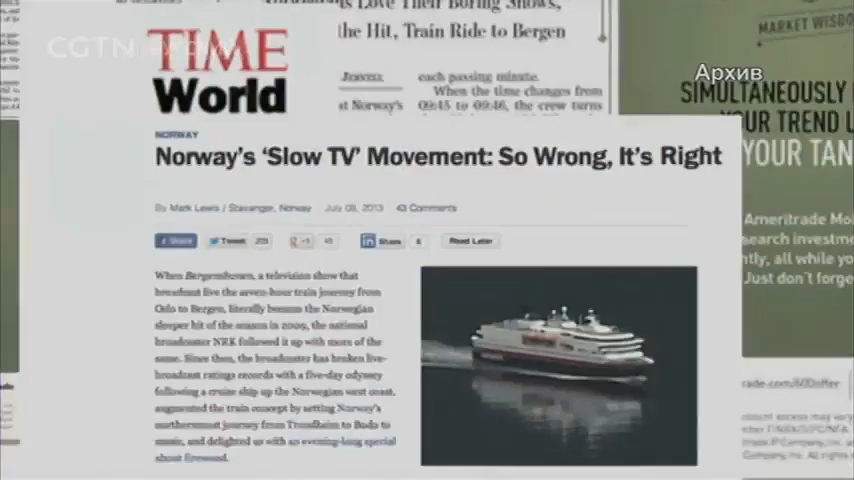 CGTN
Архив
Love Their Boring Shows,
the Hit, Train Ride to Bergen
each passing minute.
at Norway's
When the time changes from
09:45 to 09:46, the crew turns
TIME
World
MARKET
SIMULTANEOUSLY
YOUR TREND
YOUR TAN
NORWAY
Norway's 'Slow TV' Movement: So Wrong, It's Right
By Mark Lewis / Stavanger, Norway July 08, 2013 43 Comments
Share Tweet Share Read Later
When Bergensbanen, a television show that
broadcast live the seven-hour train journey from
Oslo to Bergen, literally became the Norwegian
sleeper hit of the season in 2009, the national
broadcaster NRK followed it up with more of the
same. Since then, the broadcaster has broken live-
broadcast ratings records with a five-day odyssey
following a cruise ship up the Norwegian west coast,
augmented the train concept by setting Norway's
northernmost journey from Trondheim to Bodo to
music, and delighted us with an evening-long special
about firewood.
Ameritrade
search
ntly, all while
Just don't
rade.com/600offer